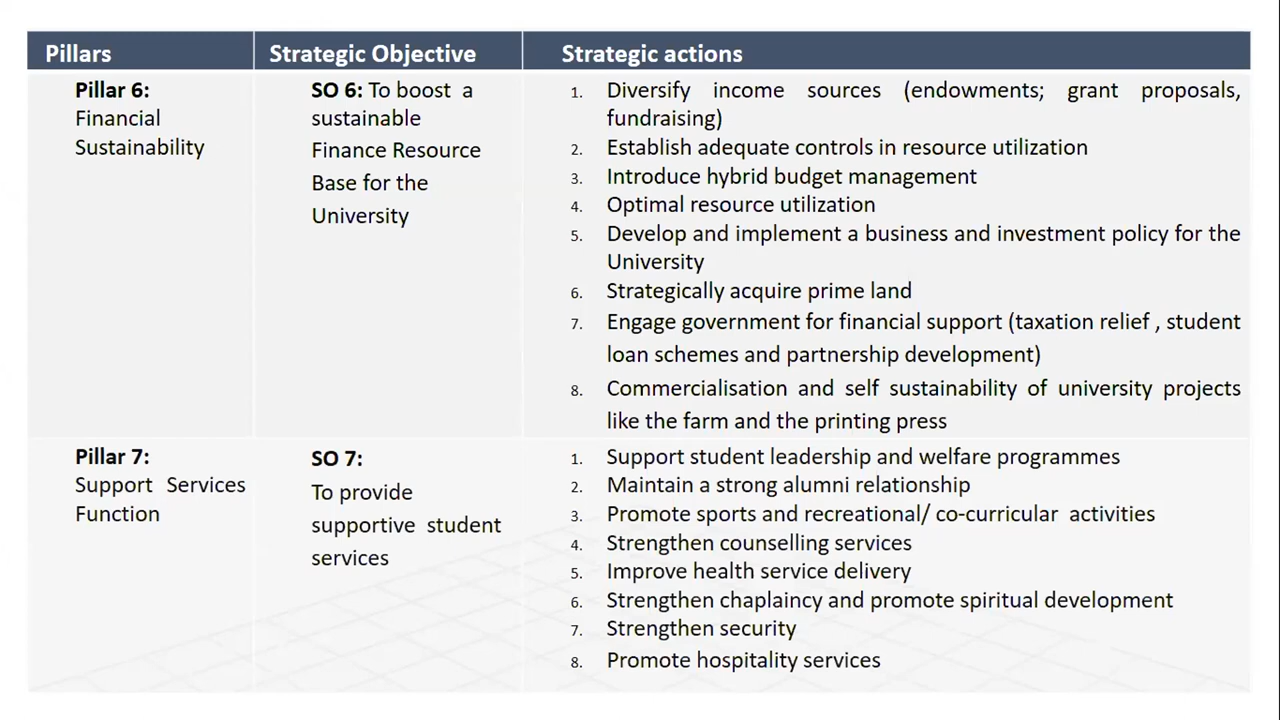 Pillars
Strategic Objective
Strategic actions
Pillar 6:
Financial
Sustainability
SO 6: To boost a
sustainable
Finance Resource
Base for the
University
1. Diversify income sources (endowments; grant proposals,
fundraising)
2. Establish adequate controls in resource utilization
3. Introduce hybrid budget management
4. Optimal resource utilization
5. Develop and implement a business and investment policy for the
University
6. Strategically acquire prime land
7. Engage government for financial support (taxation relief , student
loan schemes and partnership development)
8. Commercialisation and self sustainability of university projects
like the farm and the printing press
Pillar 7:
Support Services
Function
SO 7:
To provide
supportive student
services
1. Support student leadership and welfare programmes
2. Maintain a strong alumni relationship
3. Promote sports and recreational/ co-curricular activities
4. Strengthen counselling services
5. Improve health service delivery
6. Strengthen chaplaincy and promote spiritual development
7. Strengthen security
8. Promote hospitality services